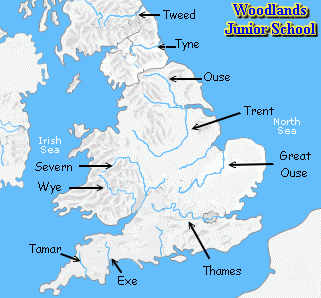 Woodlands
Junior School
Tweed
Tyne
Ouse
Trent
North
Sea
Irish
Sea
Severn
Great
Ouse
Wye
Tamar
Exe
Thames